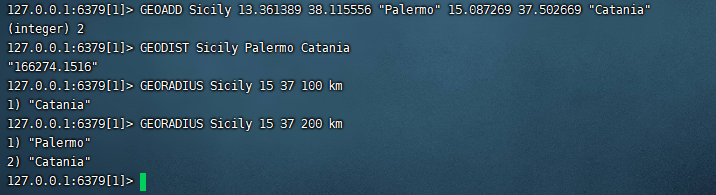 127.0.0.1:6379[1]> GEOADD Sicily 13.361389 38.115556 "Palermo" 15.087269 37.502669 "Catania"
(integer) 2
127.0.0.1:6379[1]> GEODIST Sicily Palermo Catania
"166274.1516"
127.0.0.1:6379[1]> GEORADIUS Sicily 15 37 100 km
1) "Catania"
127.0.0.1:6379[1]> GEORADIUS Sicily 15 37 200 km
1) "Palermo"
2) "Catania"
127.0.0.1:6379[1]>